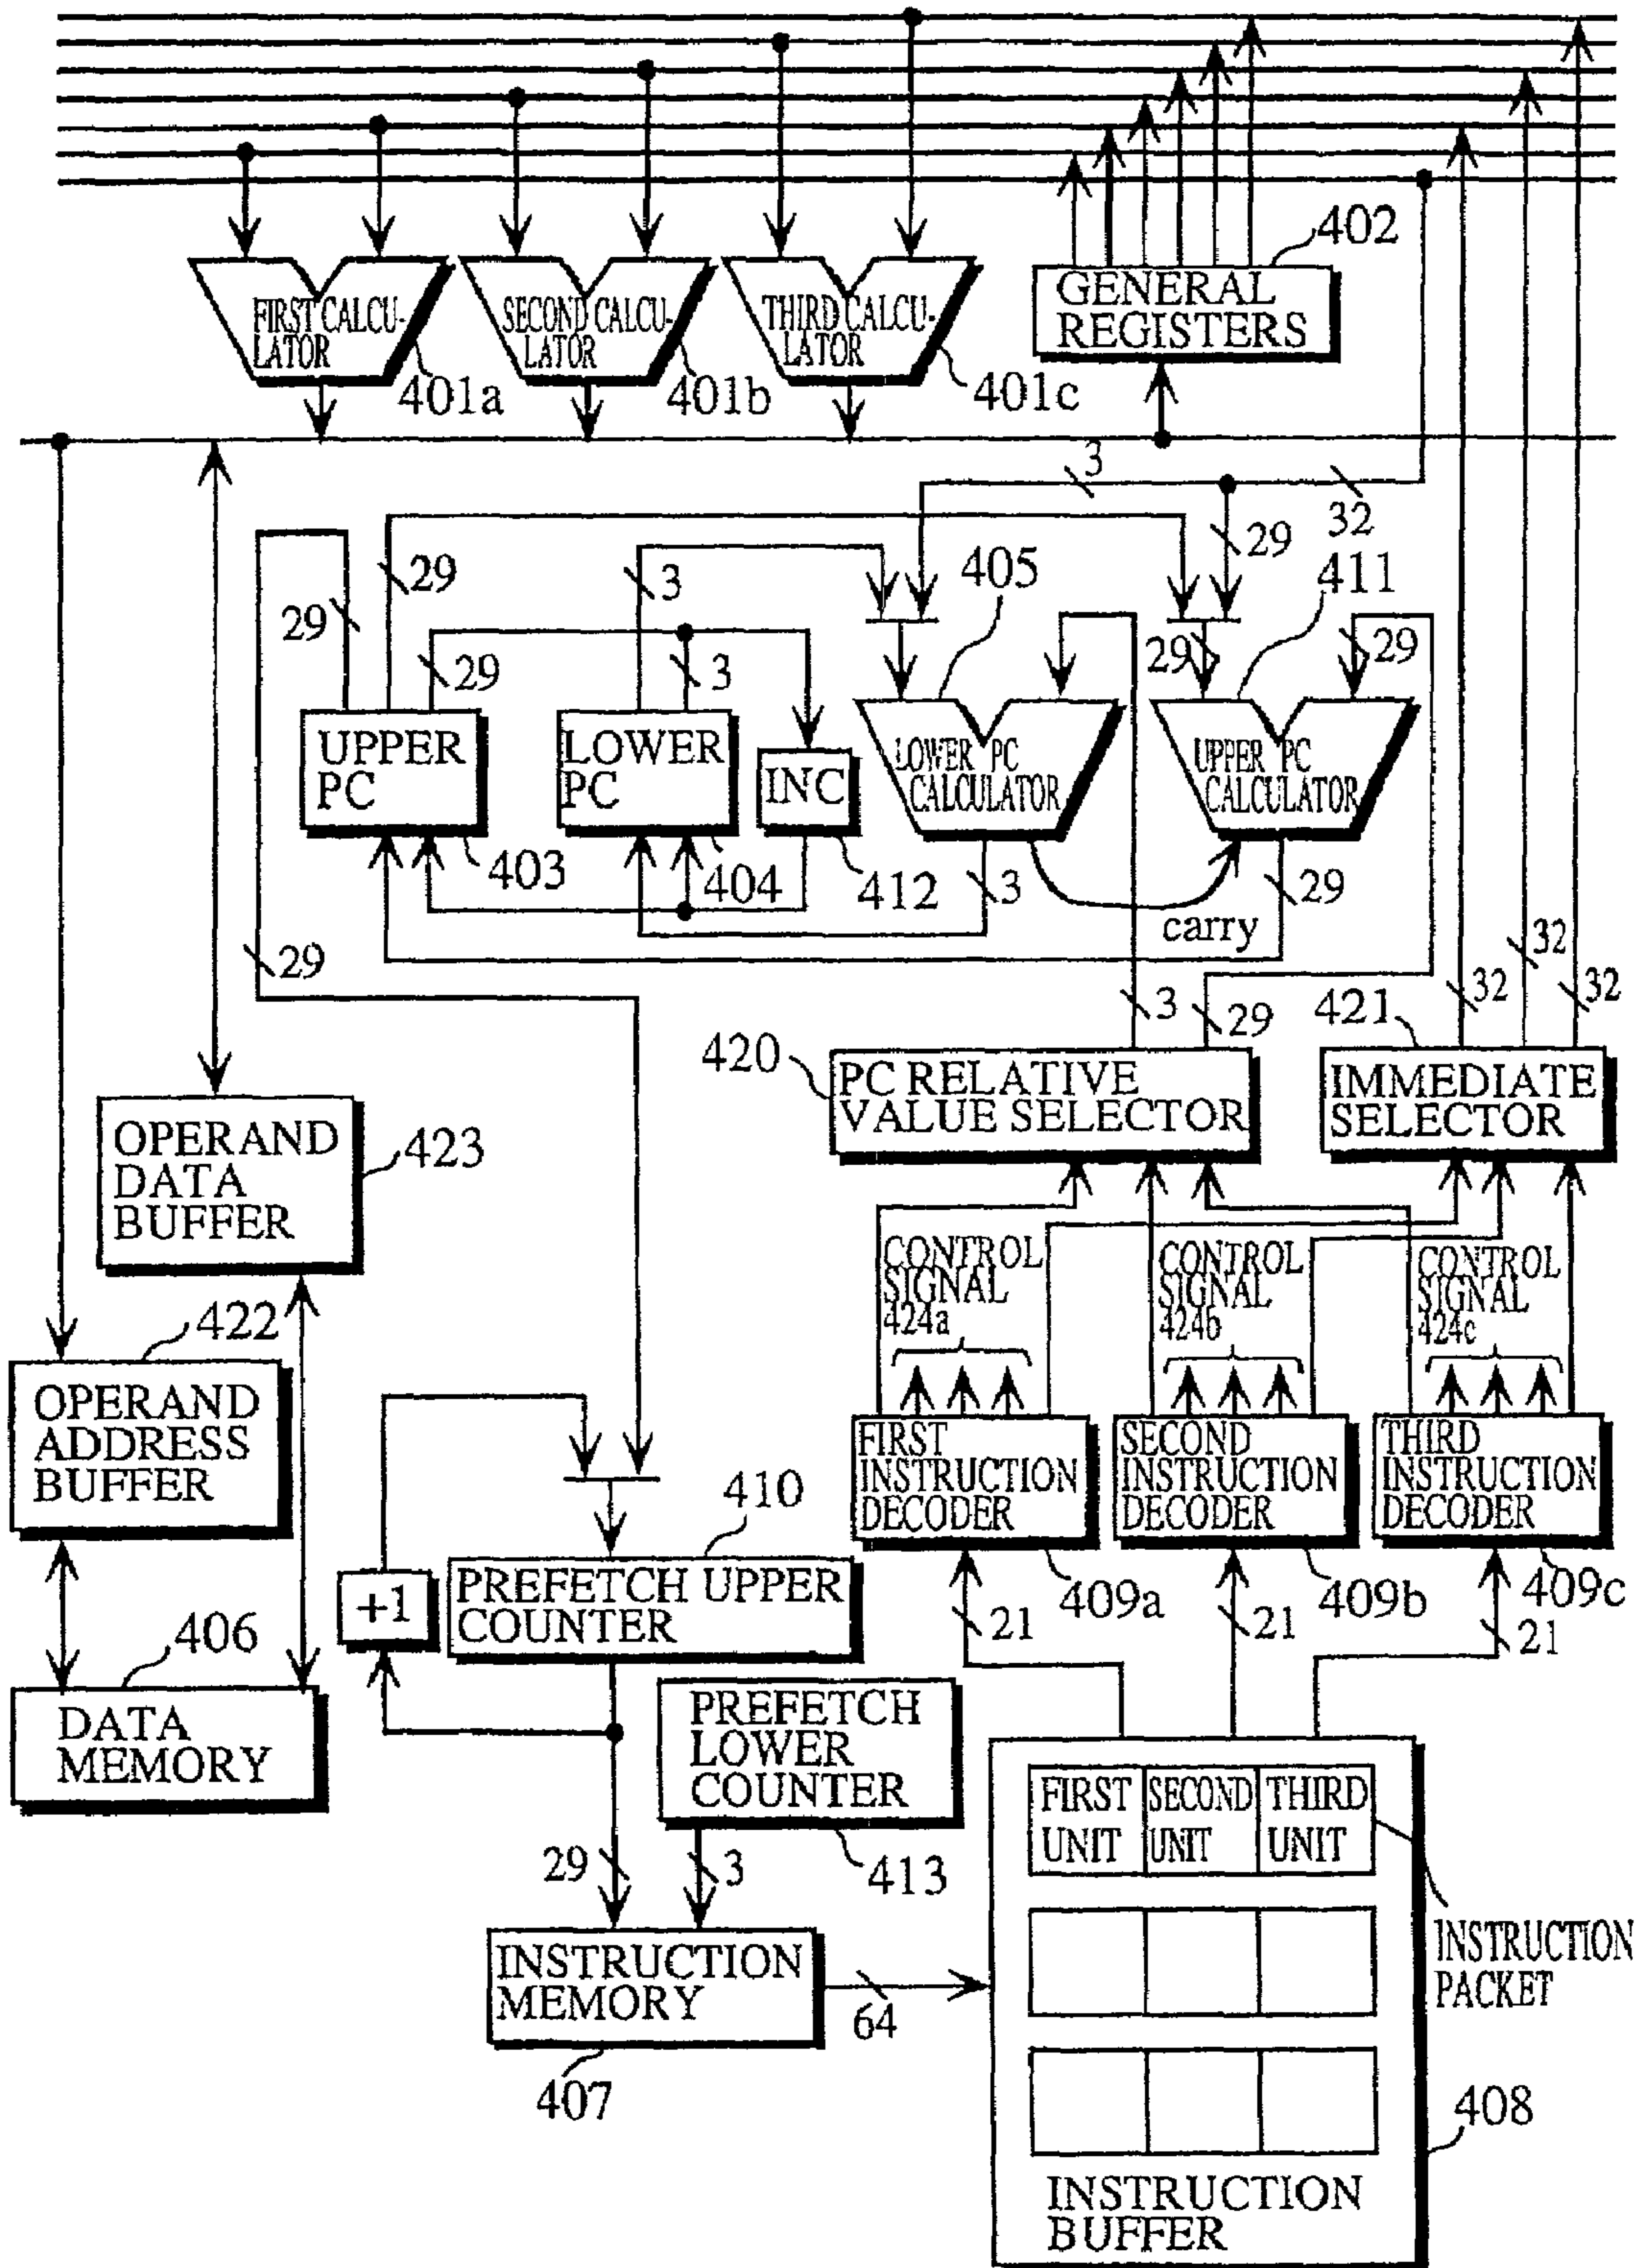 402
GENERAL
REGISTERS
FIRST CALCU-
LATOR
SECOND CALCU-
LATOR
THIRD CALCU-
LATOR
401a
401b
401c
3
32
29
29
3
405
411
29
29
3
29
29
UPPER
PC
LOWER
PC
INC
LOWER PC
CALCULATOR
UPPER PC
CALCULATOR
403
404
412
3
29
carry
29
32
32
32
3
29
421
420
PC RELATIVE
VALUE SELECTOR
IMMEDIATE
SELECTOR
OPERAND
DATA
BUFFER
423
CONTROL
SIGNAL
424a
CONTROL
SIGNAL
424b
CONTROL
SIGNAL
424c
422
OPERAND
ADDRESS
BUFFER
FIRST
INSTRUCTION
DECODER
SECOND
INSTRUCTION
DECODER
THIRD
INSTRUCTION
DECODER
410
409a
409b
409c
+1
PREFETCH UPPER
COUNTER
21
21
21
406
DATA
MEMORY
PREFETCH
LOWER
COUNTER
413
29
3
FIRST
UNIT
SECOND
UNIT
THIRD
UNIT
INSTRUCTION
PACKET
INSTRUCTION
MEMORY
64
407
408
INSTRUCTION
BUFFER